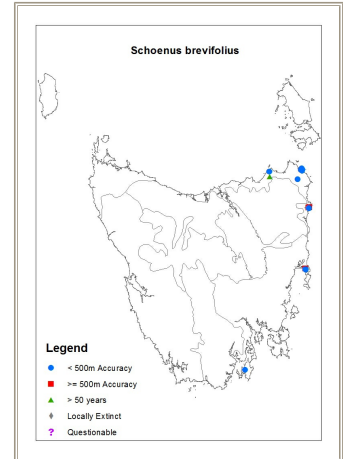 Schoenus brevifolius
Legend
< 500m Accuracy
>= 500m Accuracy
> 50 years
Locally Extinct
? Questionable